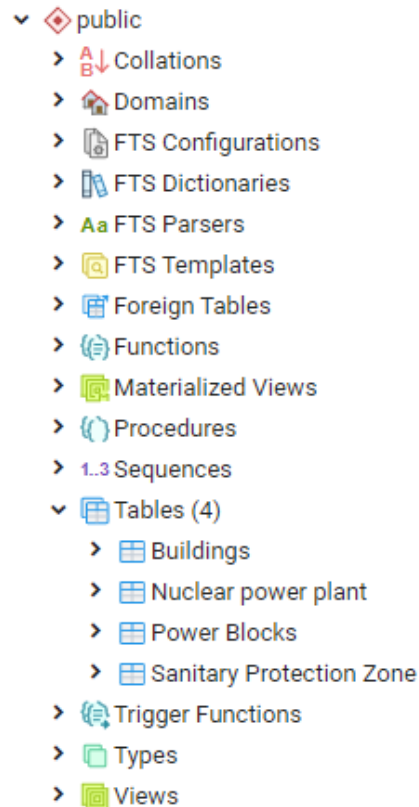 public
A
B
Collations
Domains
FTS Configurations
FTS Dictionaries
Aa FTS Parsers
FTS Templates
Foreign Tables
Functions
Materialized Views
Procedures
1..3 Sequences
Tables (4)
Buildings
Nuclear power plant
Power Blocks
Sanitary Protection Zone
Trigger Functions
Types
Views